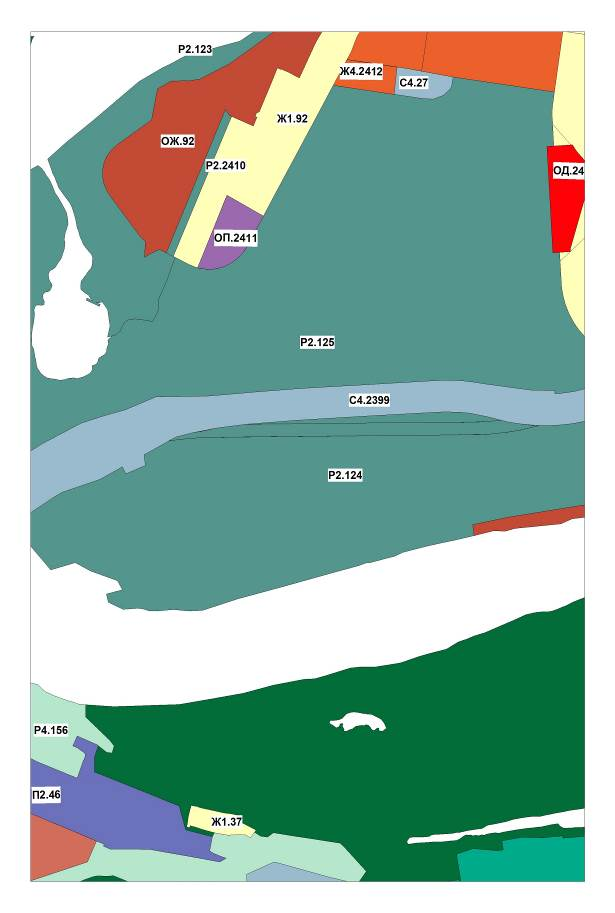 Р2.123
Ж4.2412
С4.27
Ж1.92
ОЖ.92
Р2.2410
ОД.24
ОП.2411
Р2.125
С4.2399
Р2.124
Р4.156
П2.46
Ж1.37